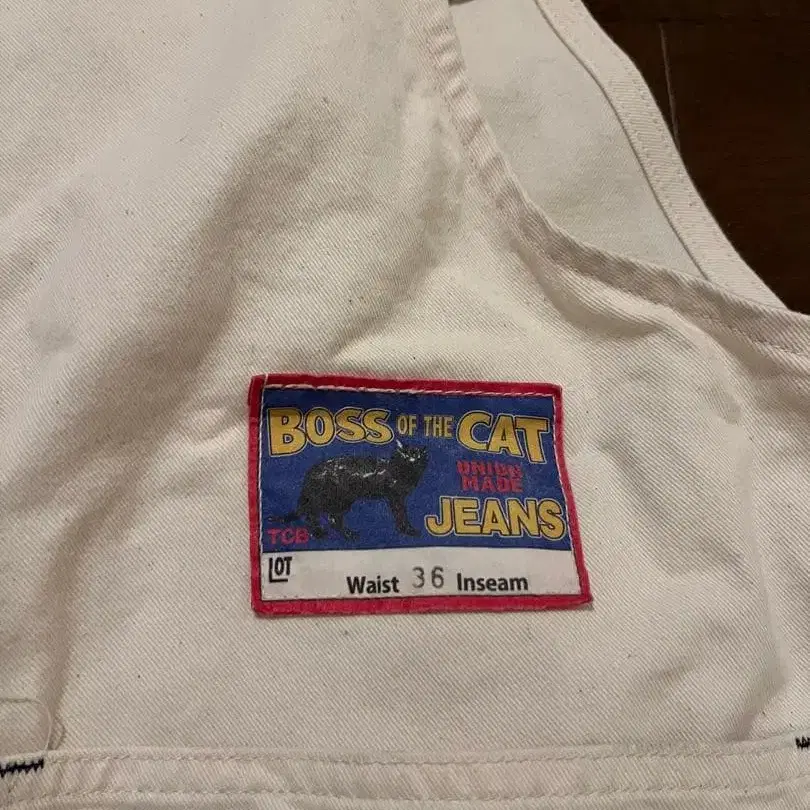 BOSS OF THE CAT
UNION
MADE
JEANS
TCB
LOT
Waist 36 Inseam